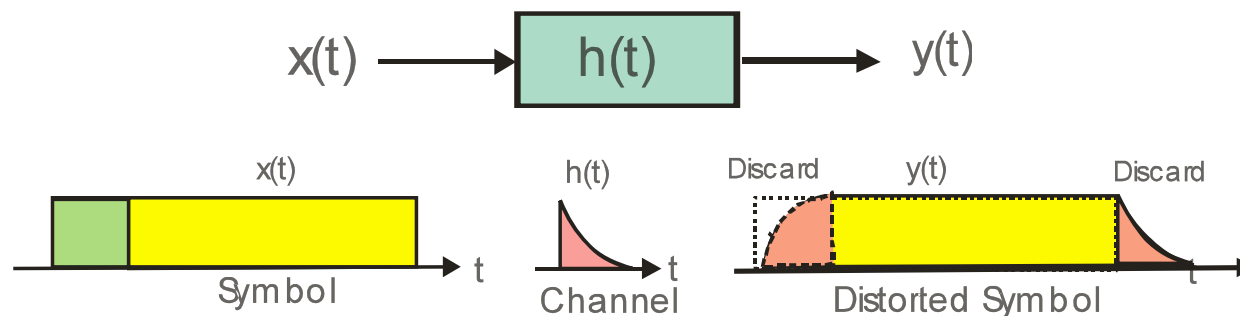 x(t)
h(t)
y(t)
x(t)
h(t)
Discard
y(t)
Discard
t
t
t
Symbol
Channel
Distorted Symbol